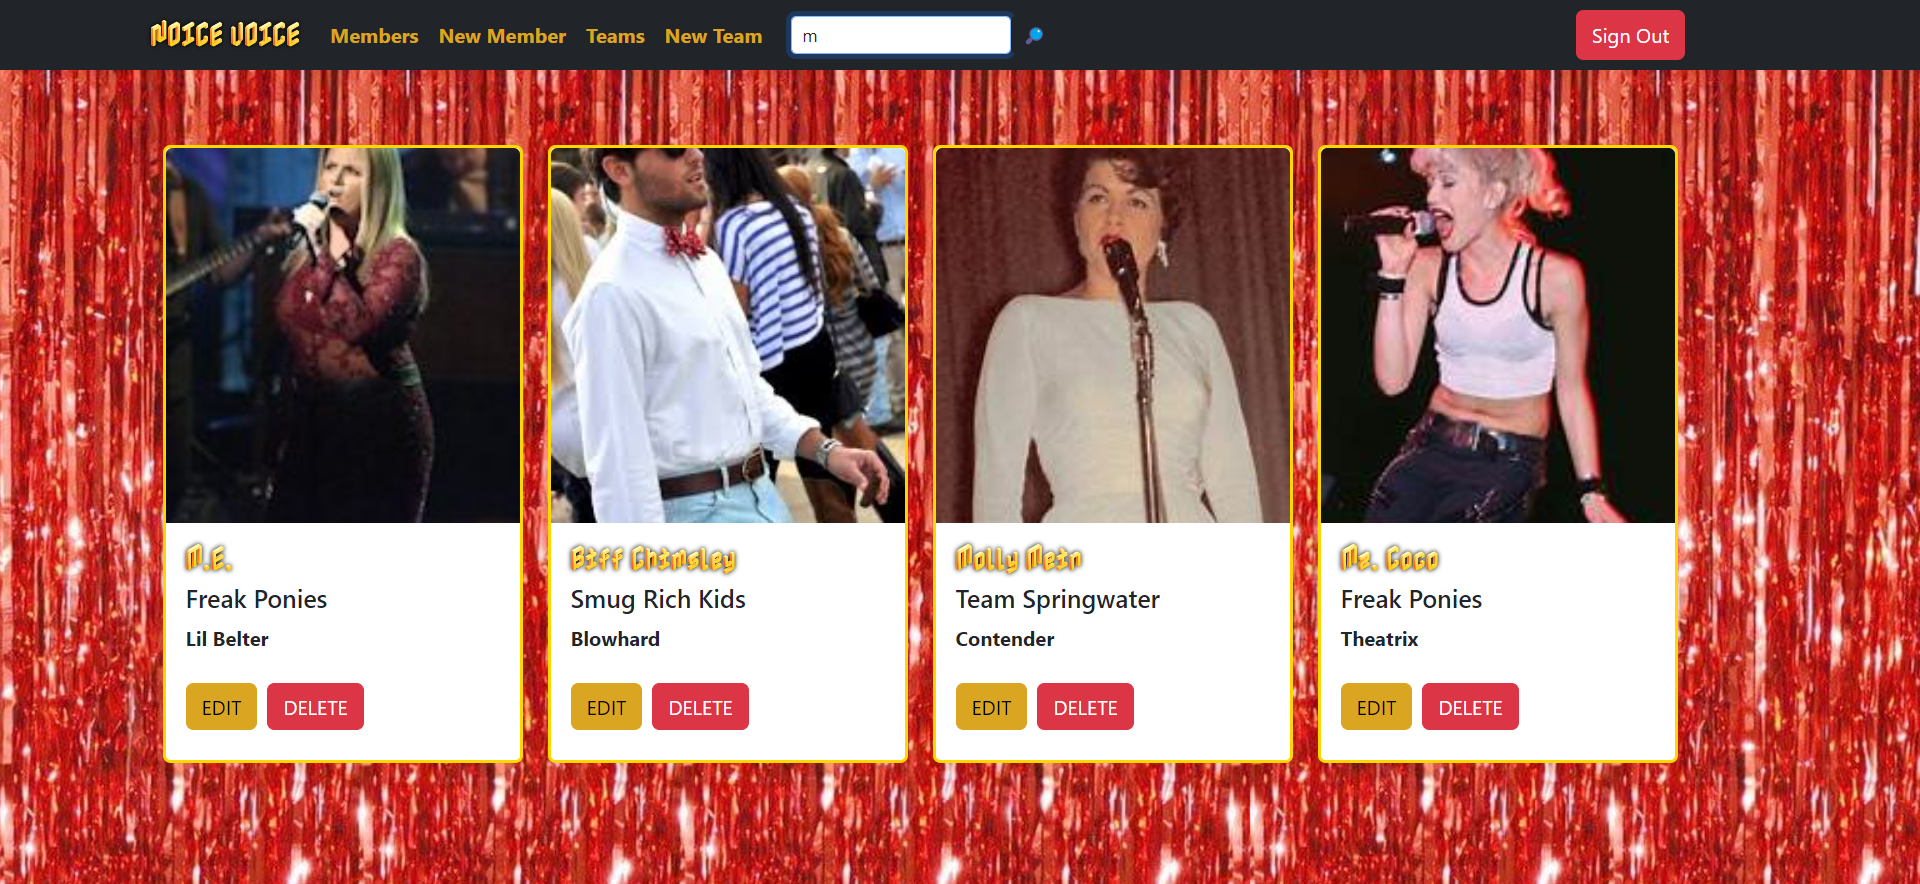 NOICE VOICE
Members
New Member
Teams
New Team
m
Sign Out
M.E.
Freak Ponies
Lil Belter
EDIT
DELETE
Biff Chimsley
Smug Rich Kids
Blowhard
EDIT
DELETE
Molly Mein
Team Springwater
Contender
EDIT
DELETE
Mz. Coco
Freak Ponies
Theatrix
EDIT
DELETE